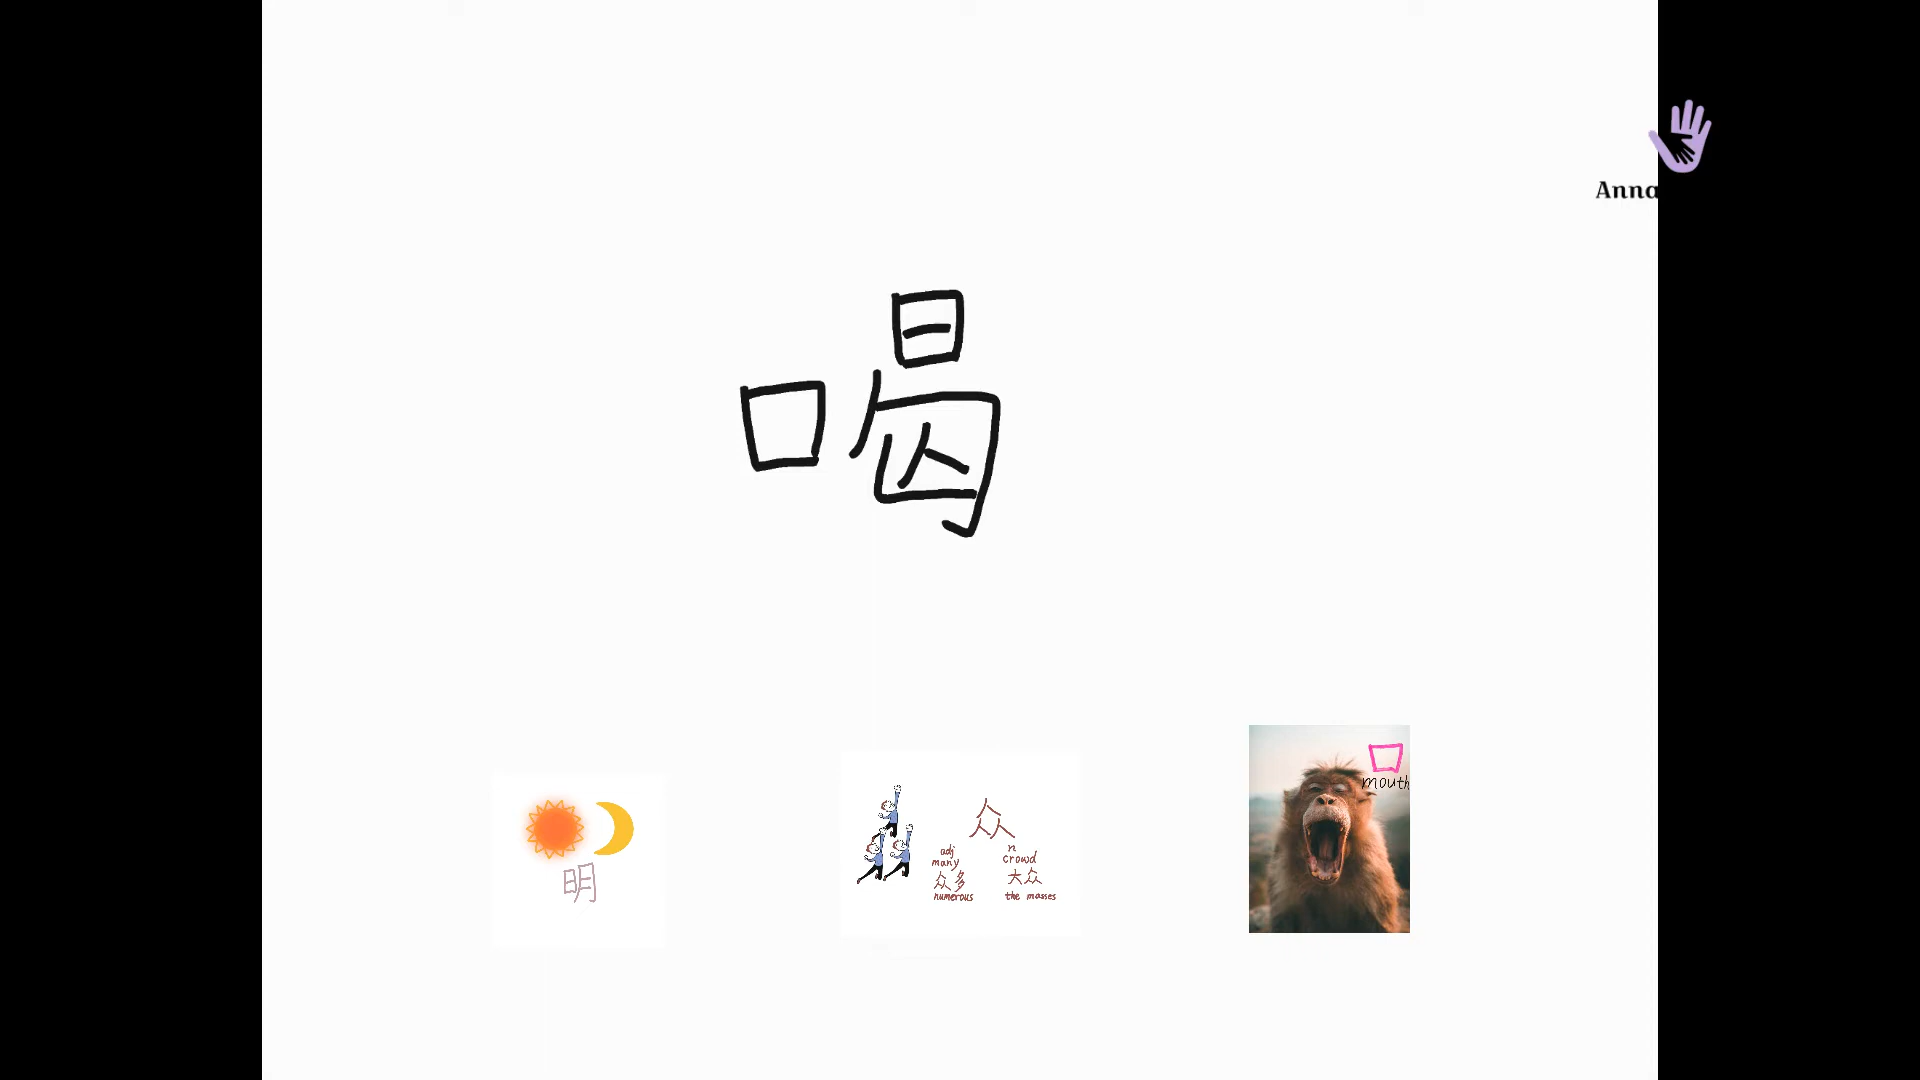 Anna
喝
明
众
adj
many
众多
numerous
n
crowd
大众
the masses
口
mouth